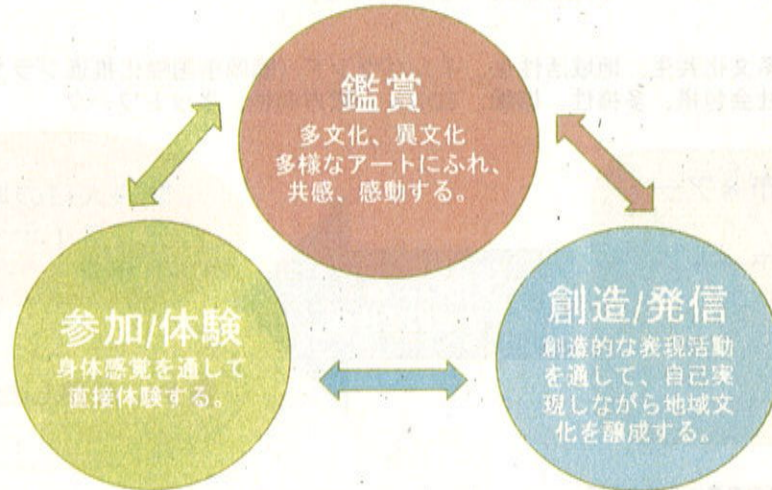 鑑賞
多文化、異文化
多様なアートにふれ、
共感、感動する。
参加/体験
身体感覚を通して
直接体験する。
創造/発信
創造的な表現活動
を通して、自己実
現しながら地域文
化を醸成する。